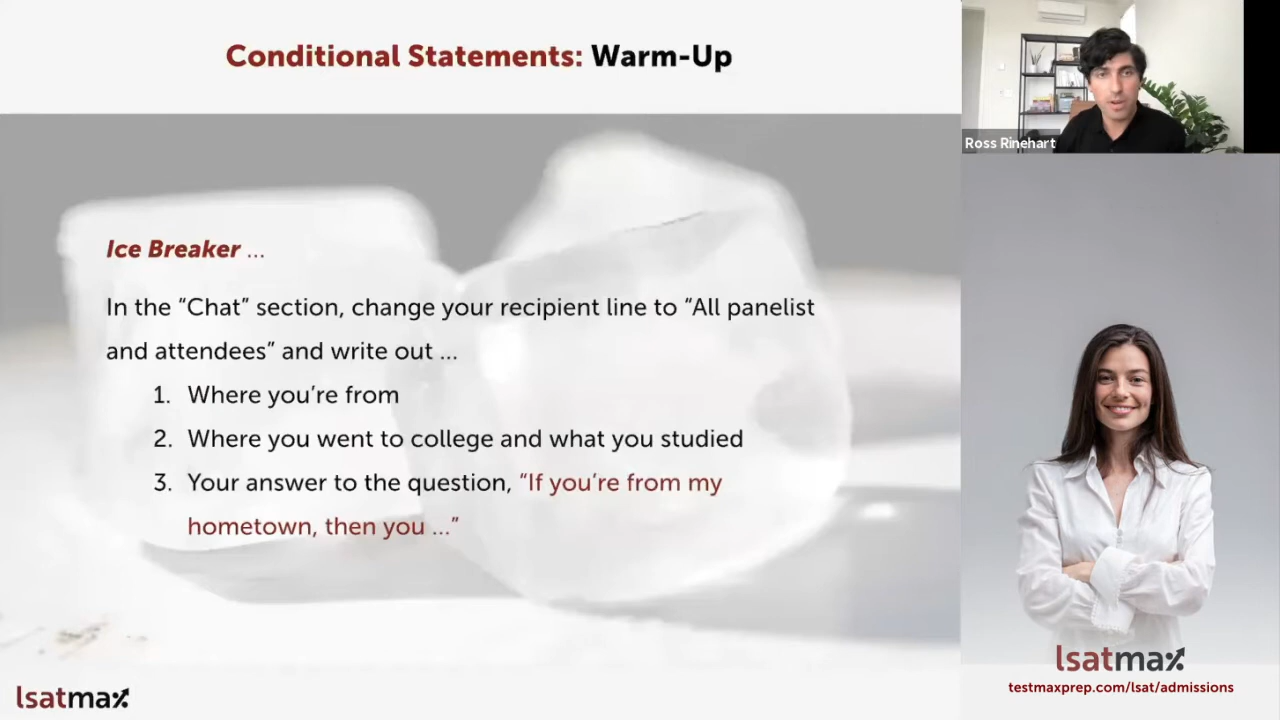 Conditional Statements: Warm-Up
Ross Rinehart
Ice Breaker ...
In the “Chat” section, change your recipient line to “All panelist
and attendees” and write out ...
1. Where you’re from
2. Where you went to college and what you studied
3. Your answer to the question, “If you’re from my
hometown, then you ...”
lsatmax
testmaxprep.com/lsat/admissions
lsatmax